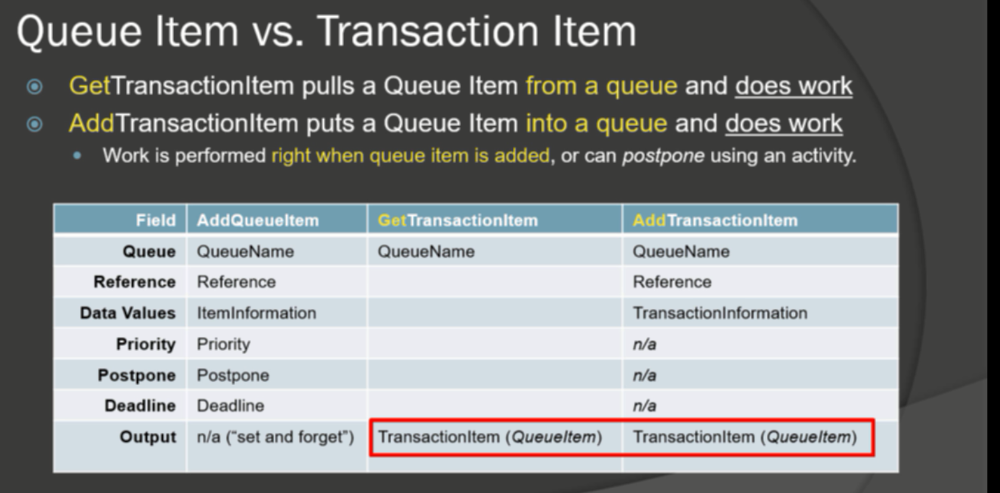 Queue Item vs. Transaction Item
GetTransactionItem pulls a Queue Item from a queue and does work
AddTransactionItem puts a Queue Item into a queue and does work
Work is performed right when queue item is added, or can postpone using an activity.
Field AddQueueItem GetTransactionItem AddTransactionItem
Queue QueueName QueueName QueueName
Reference Reference Reference
Data Values ItemInformation TransactionInformation
Priority Priority n/a
Postpone Postpone n/a
Deadline Deadline n/a
Output n/a (“set and forget”) TransactionItem (QueueItem) TransactionItem (QueueItem)